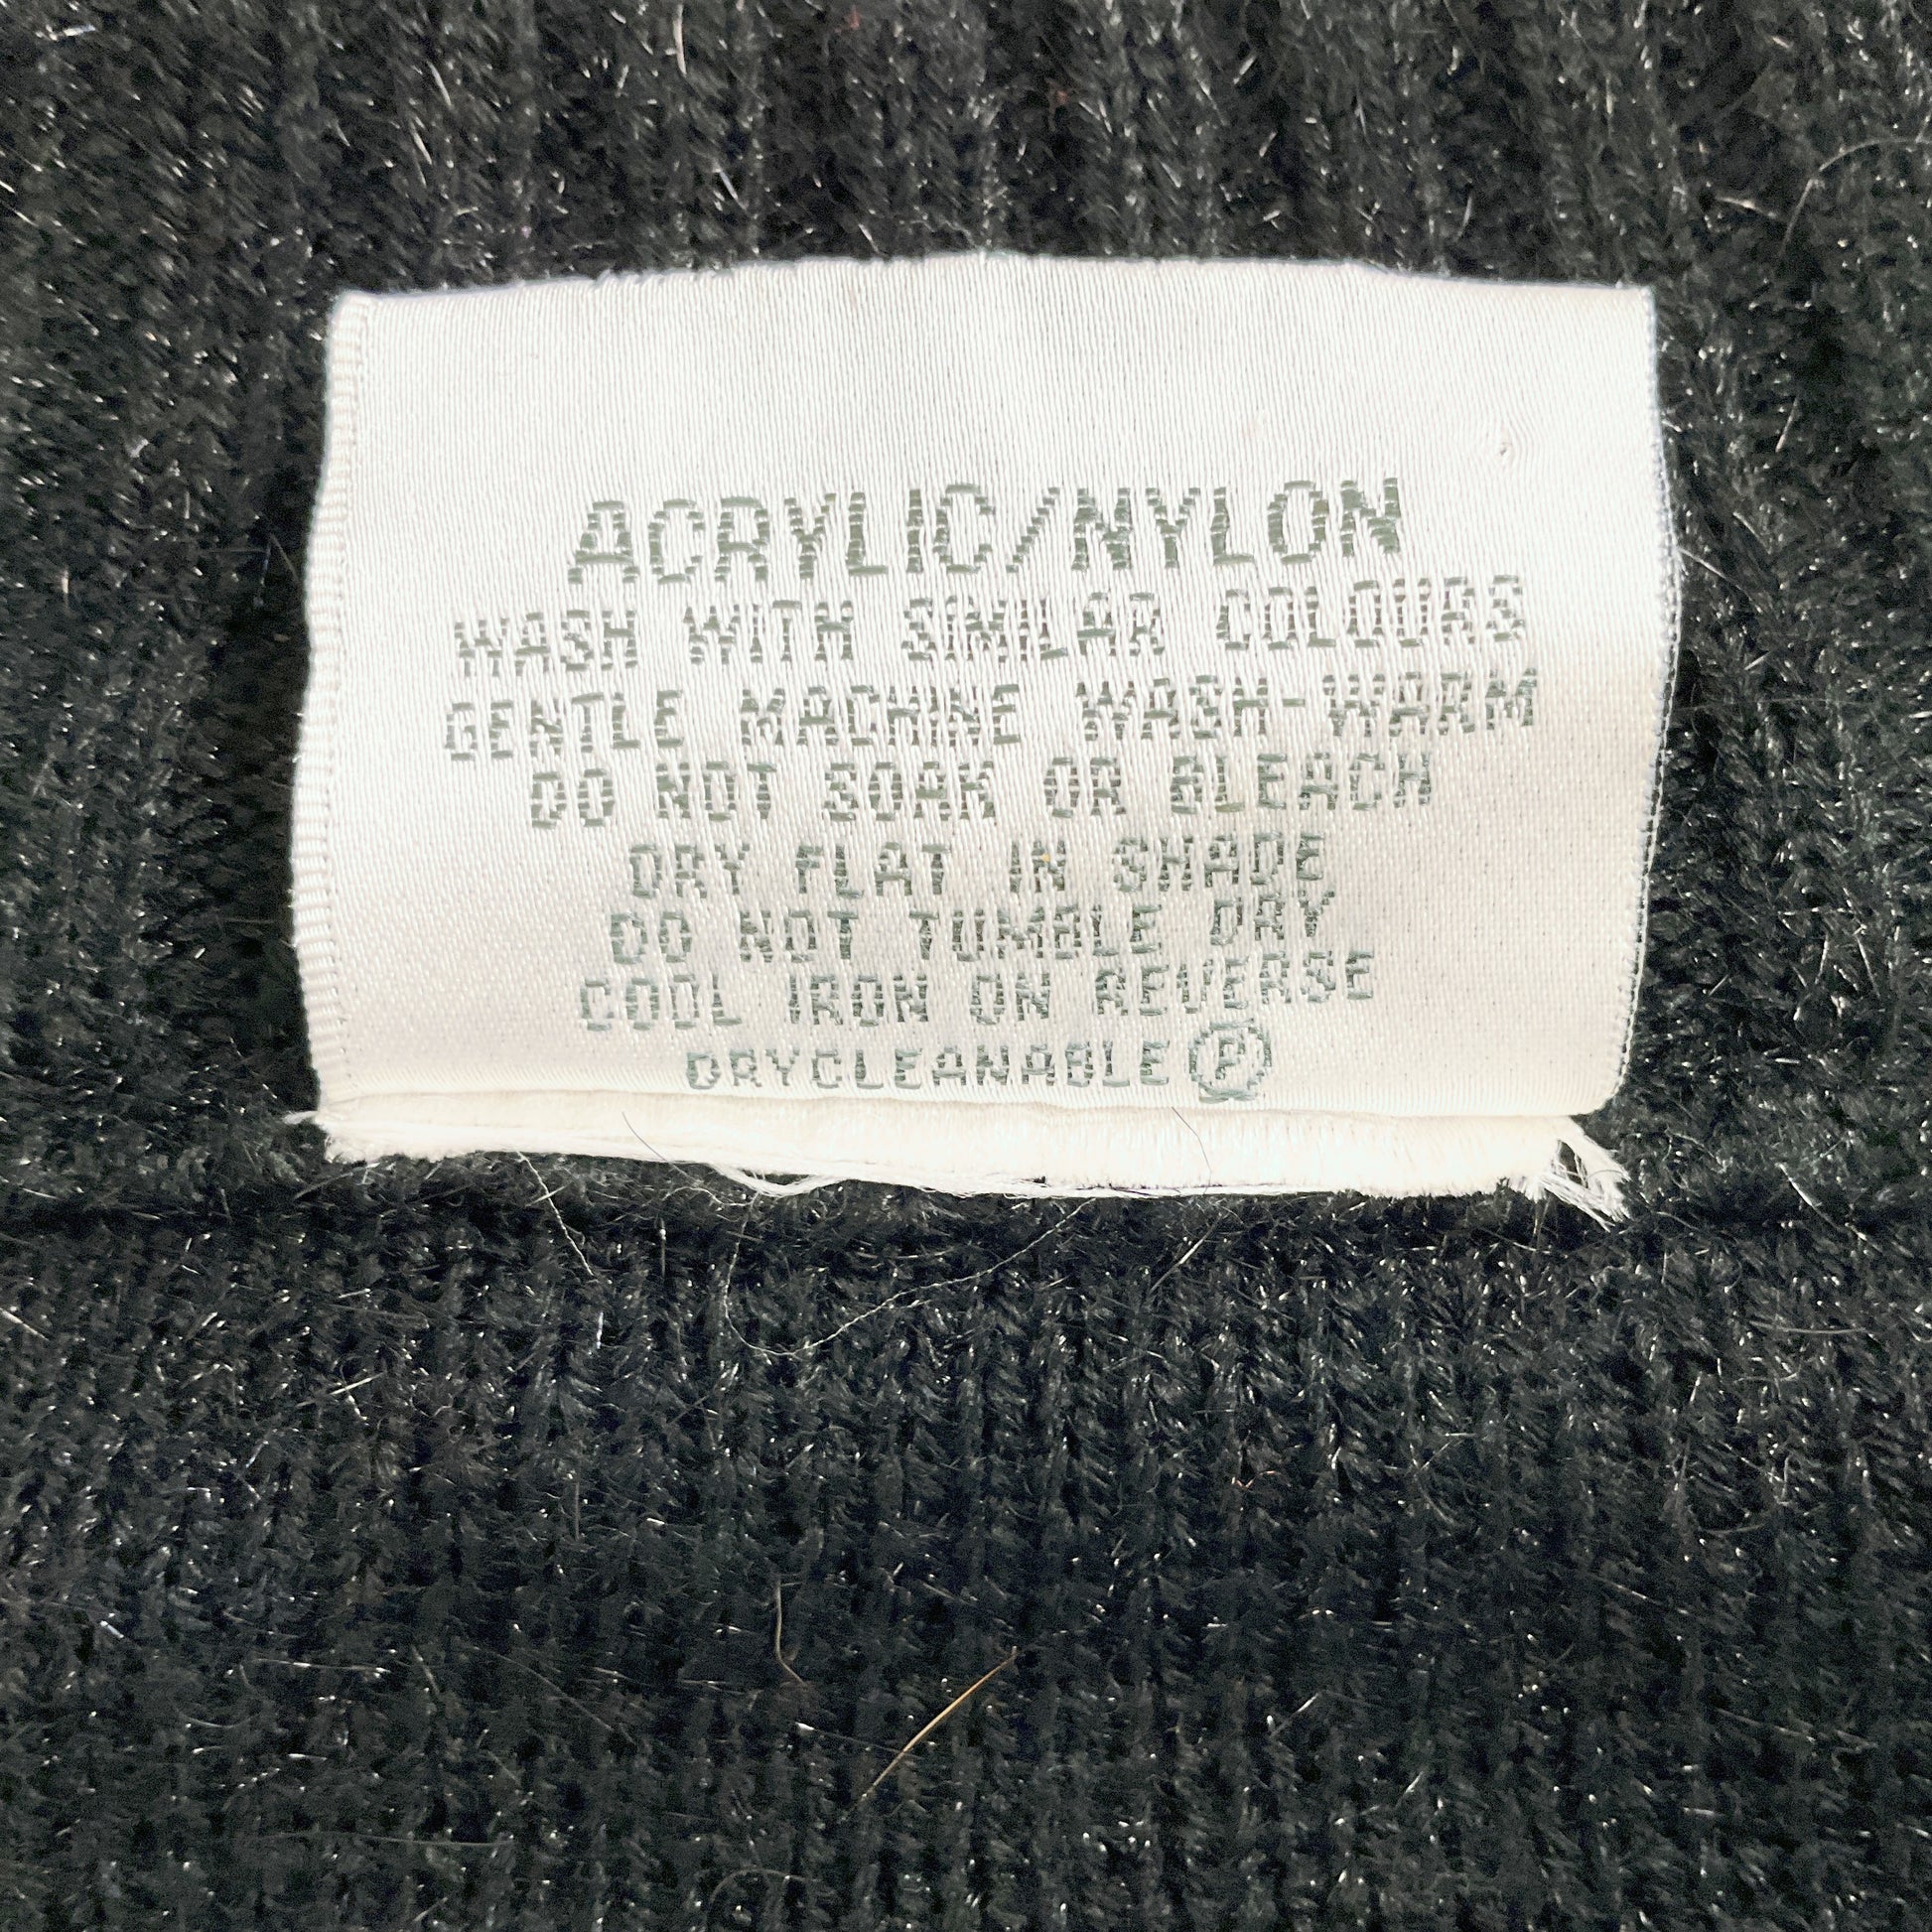 ACRYLIC/NYLON
WASH WITH SIMILAR COLOURS
GENTLE MACHINE WASH-WARM
DO NOT SOAK OR BLEACH
DRY FLAT IN SHADE
DO NOT TUMBLE DRY
COOL IRON ON REVERSE
DRYCLEANABLE Ⓟ